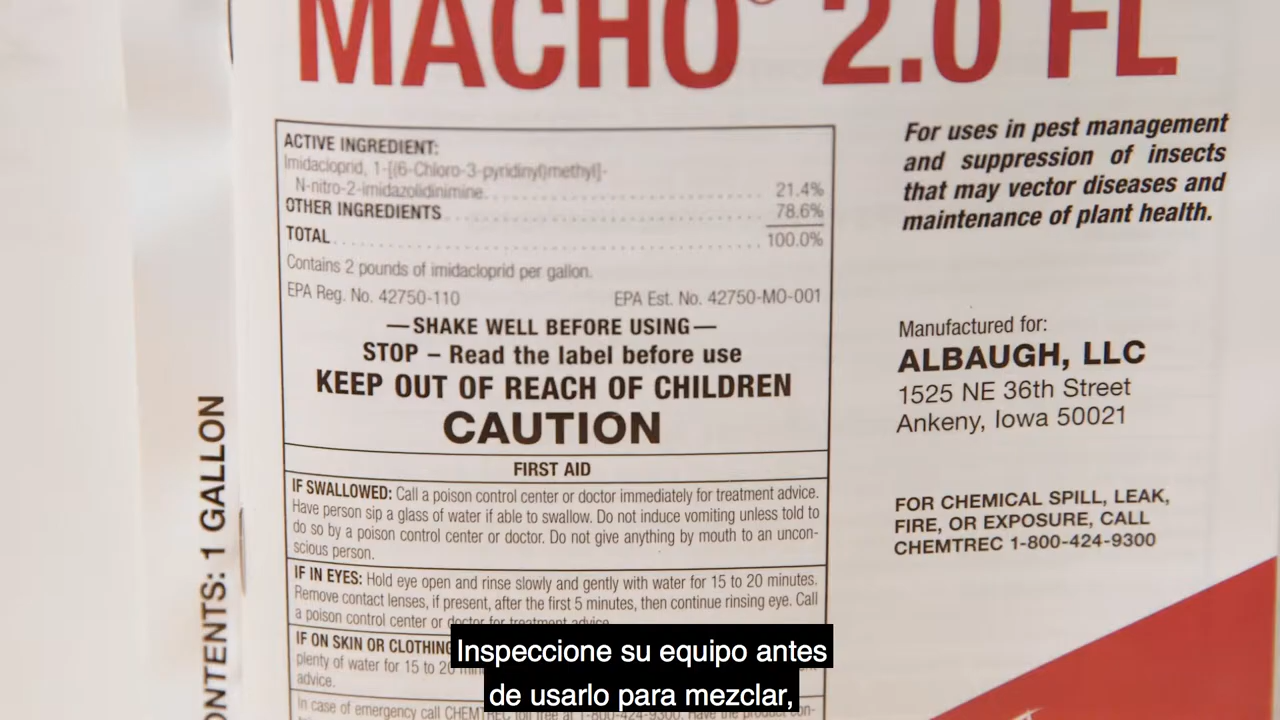 MACHO® 2.0 FL
ACTIVE INGREDIENT:
Imidacloprid, 1-[(6-Chloro-3-pyridinyl)methyl]-
N-nitro-2-imidazolidinimine. 21.4%
OTHER INGREDIENTS 78.6%
TOTAL 100.0%
Contains 2 pounds of imidacloprid per gallon.
EPA Reg. No. 42750-110 EPA Est. No. 42750-MO-001
—SHAKE WELL BEFORE USING—
STOP – Read the label before use
KEEP OUT OF REACH OF CHILDREN
CAUTION
FIRST AID
IF SWALLOWED: Call a poison control center or doctor immediately for treatment advice.
Have person sip a glass of water if able to swallow. Do not induce vomiting unless told to
do so by a poison control center or doctor. Do not give anything by mouth to an uncon-
scious person.
IF IN EYES: Hold eye open and rinse slowly and gently with water for 15 to 20 minutes.
Remove contact lenses, if present, after the first 5 minutes, then continue rinsing eye. Call
a poison control center or doctor for treatment advice
IF ON SKIN OR CLOTHING
plenty of water for 15 to 20
advice.
In case of emergency call CHEMTREC toll free at 1-800-424-9300. Have the product con-
For uses in pest management
and suppression of insects
that may vector diseases and
maintenance of plant health.
Manufactured for:
ALBAUGH, LLC
1525 NE 36th Street
Ankeny, Iowa 50021
FOR CHEMICAL SPILL, LEAK,
FIRE, OR EXPOSURE, CALL
CHEMTREC 1-800-424-9300
ONTENTS: 1 GALLON
Inspeccione su equipo antes
de usarlo para mezclar,